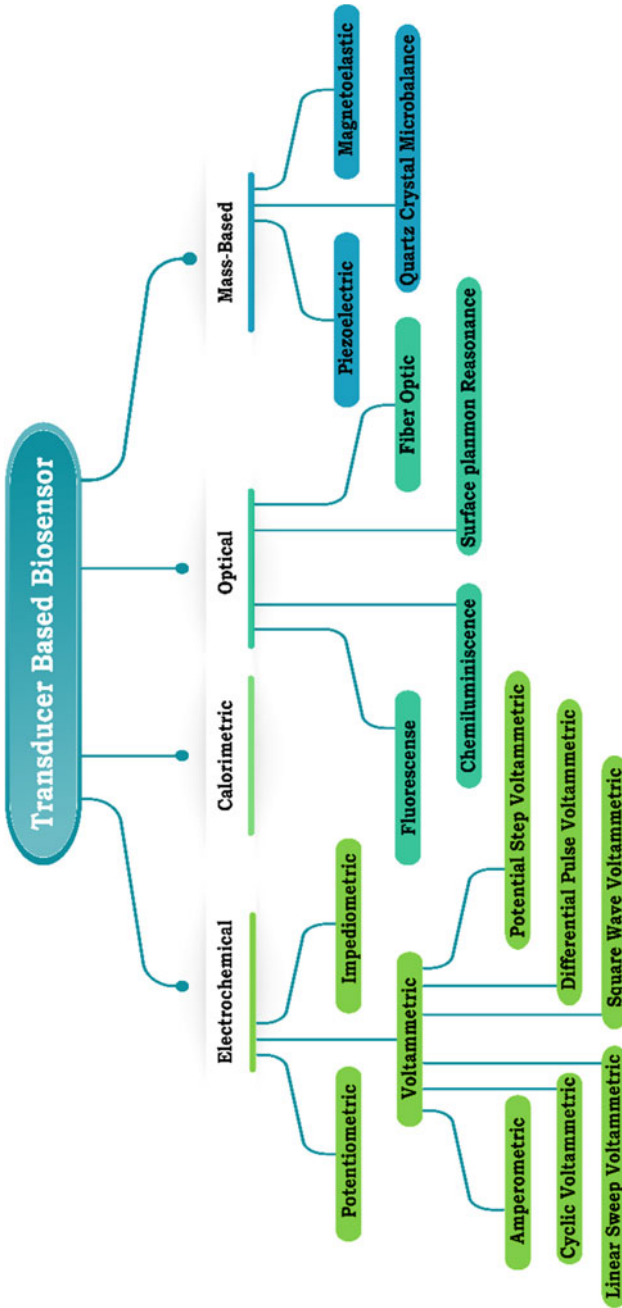 Transducer Based Biosensor
Electrochemical
Calorimetric
Optical
Mass-Based
Potentiometric
Impediometric
Voltammetric
Amperometric
Cyclic Voltammetric
Linear Sweep Voltammetric
Square Wave Voltammetric
Differential Pulse Voltammetric
Potential Step Voltammetric
Fluorescense
Chemiluminiscence
Surface planmon Reasonance
Fiber Optic
Piezoelectric
Quartz Crystal Microbalance
Magnetoelastic